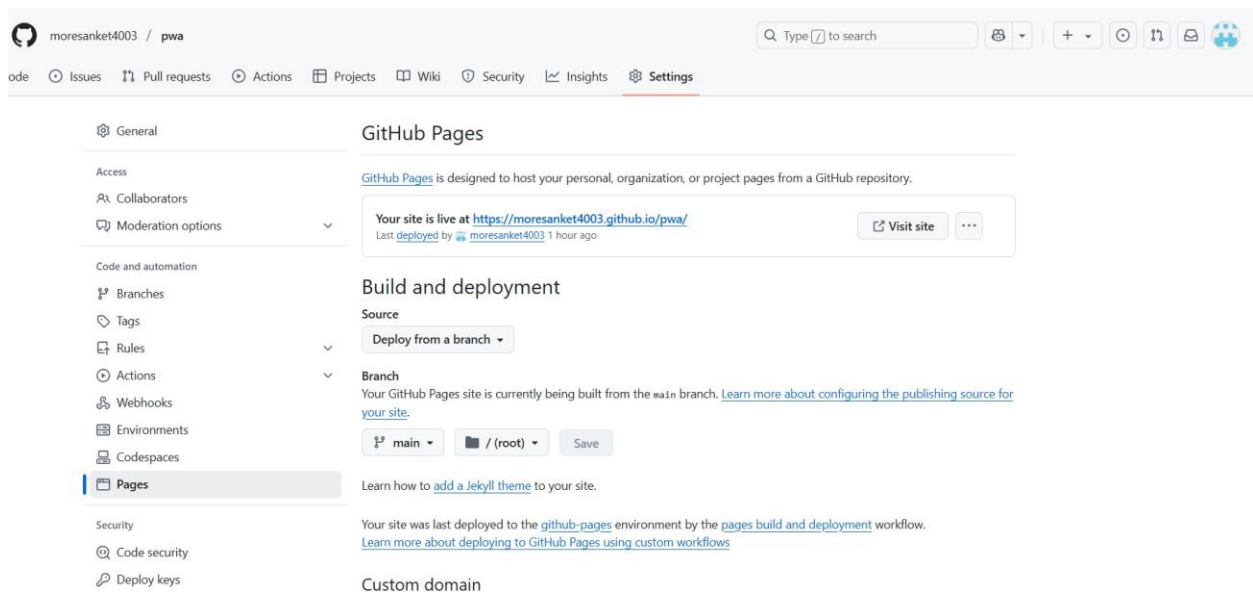 moresanket4003 / pwa
Type / to search
ode Issues Pull requests Actions Projects Wiki Security Insights Settings
General
Access
Collaborators
Moderation options
Code and automation
Branches
Tags
Rules
Actions
Webhooks
Environments
Codespaces
Pages
Security
Code security
Deploy keys
GitHub Pages
GitHub Pages is designed to host your personal, organization, or project pages from a GitHub repository.
Your site is live at https://moresanket4003.github.io/pwa/
Last deployed by moresanket4003 1 hour ago
Visit site
Build and deployment
Source
Deploy from a branch
Branch
Your GitHub Pages site is currently being built from the main branch. Learn more about configuring the publishing source for
your site.
main / (root) Save
Learn how to add a Jekyll theme to your site.
Your site was last deployed to the github-pages environment by the pages build and deployment workflow.
Learn more about deploying to GitHub Pages using custom workflows
Custom domain